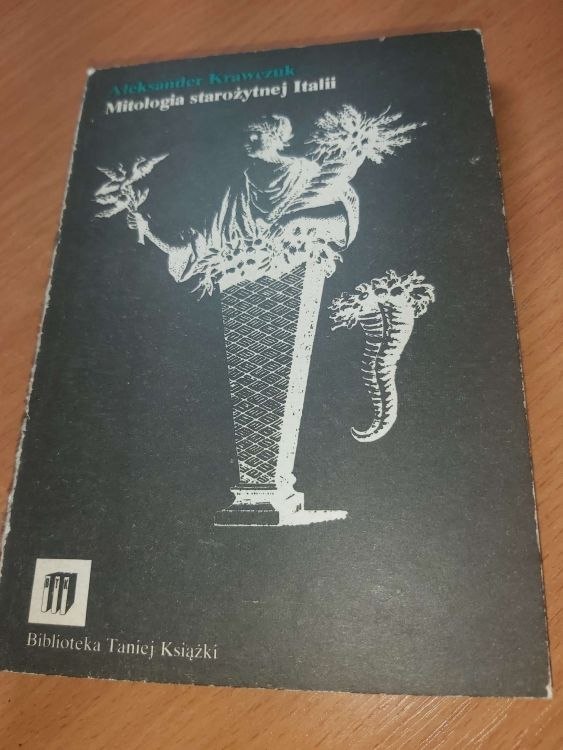 Aleksander Krawczuk
Mitologia starożytnej Italii
Biblioteka Taniej Książki